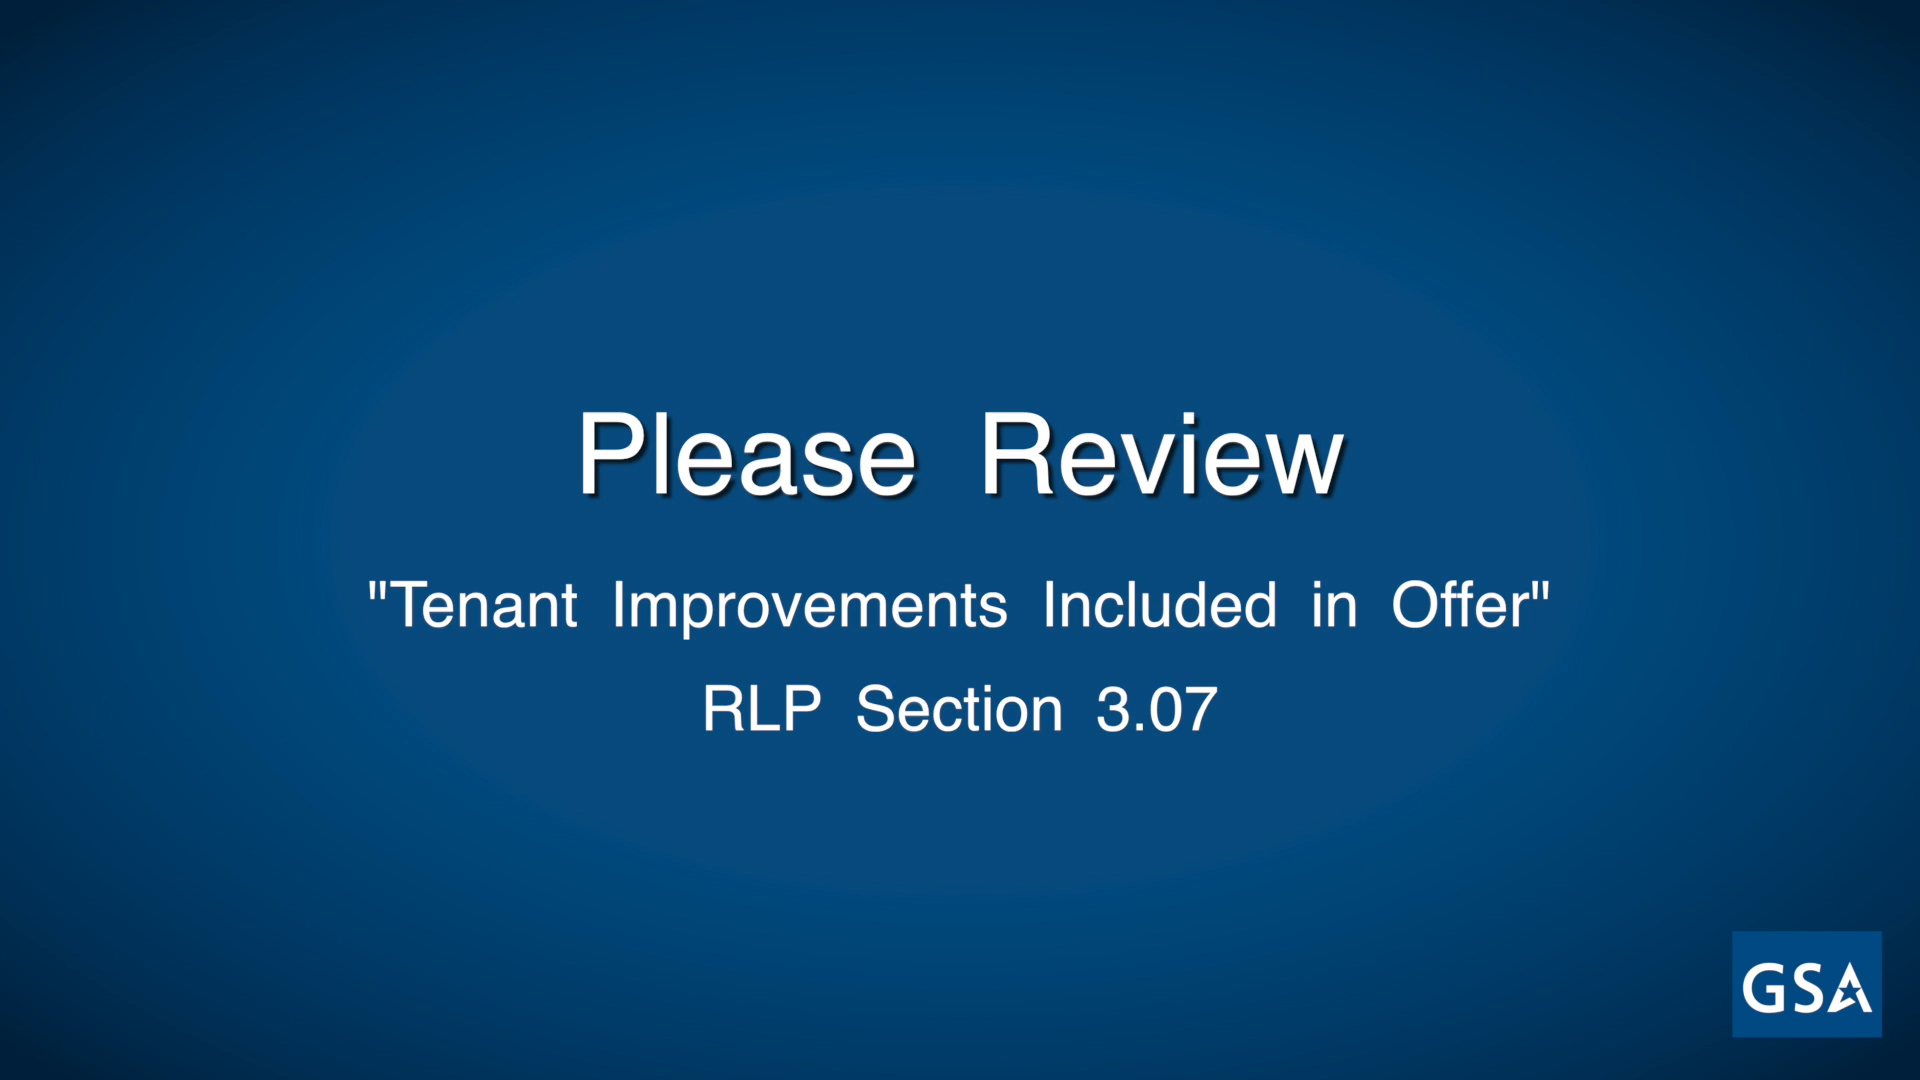 Please Review
"Tenant Improvements Included in Offer"
RLP Section 3.07
GSA